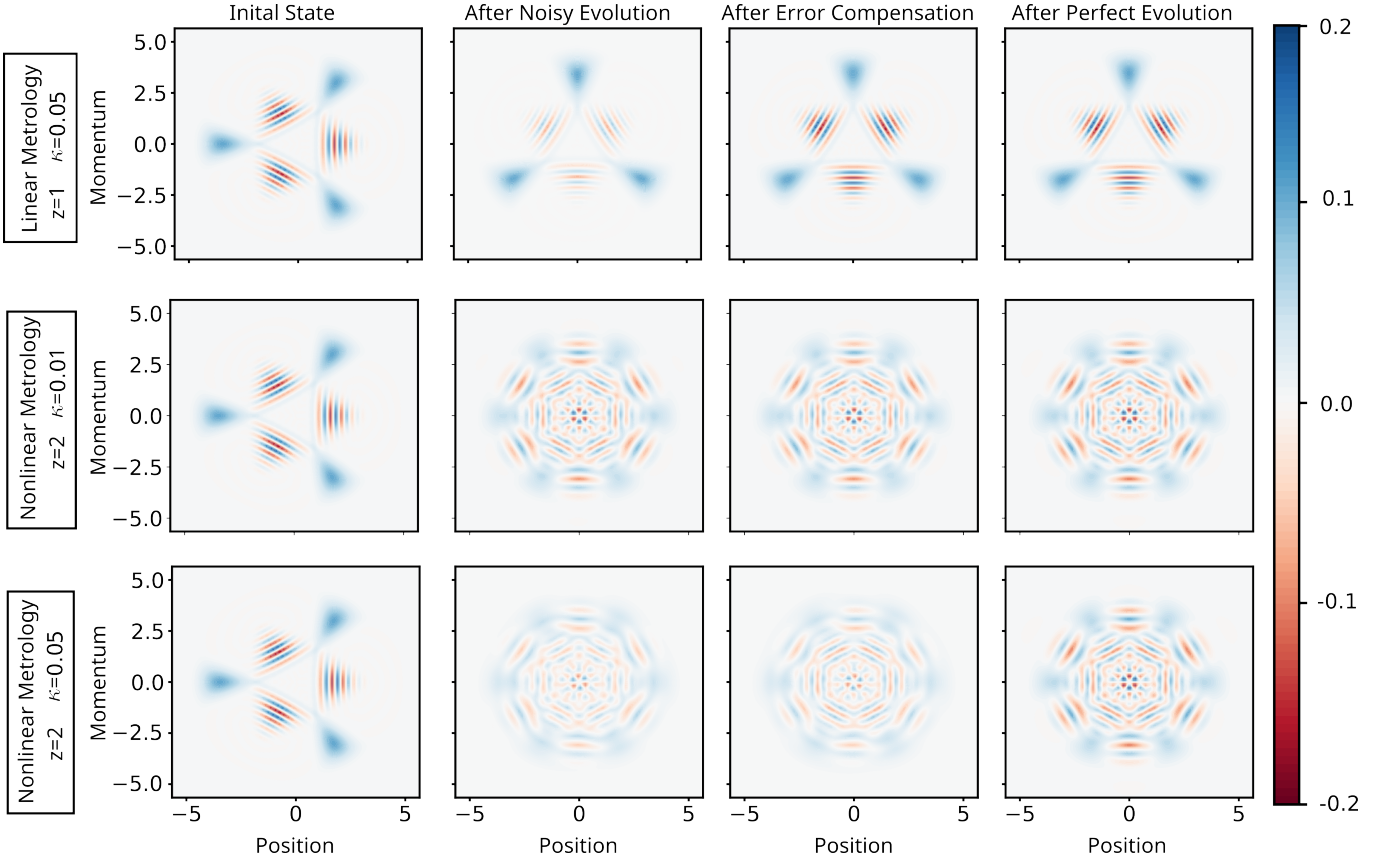 Inital State After Noisy Evolution After Error Compensation After Perfect Evolution
Linear Metrology
z=1 κ=0.05
Momentum
5.0
2.5
0.0
−2.5
−5.0
Nonlinear Metrology
z=2 κ=0.01
Momentum
5.0
2.5
0.0
−2.5
−5.0
Nonlinear Metrology
z=2 κ=0.05
Momentum
5.0
2.5
0.0
−2.5
−5.0
−5 0 5 −5 0 5 −5 0 5 −5 0 5
Position Position Position Position
0.2
0.1
0.0
-0.1
-0.2